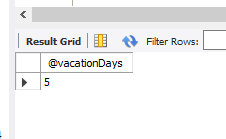 Result Grid Filter Rows:
@vacationDays
5